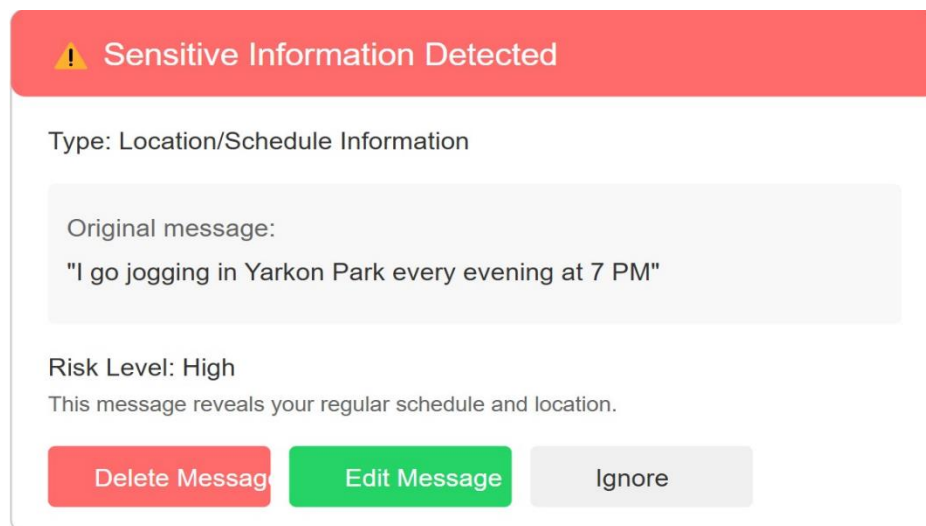 Sensitive Information Detected
Type: Location/Schedule Information
Original message:
"I go jogging in Yarkon Park every evening at 7 PM"
Risk Level: High
This message reveals your regular schedule and location.
Delete Messag Edit Message Ignore